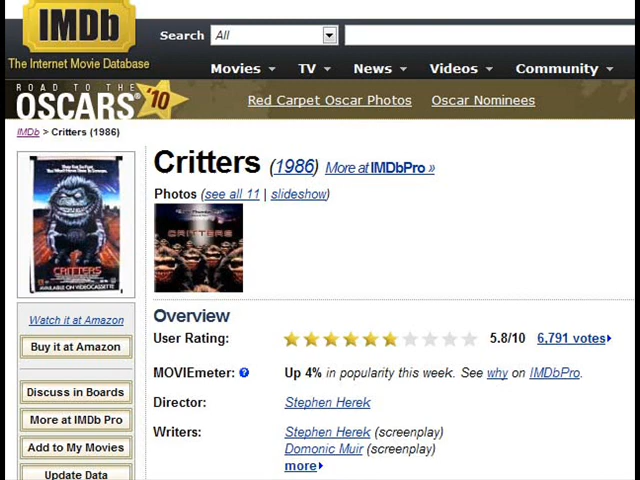 IMDb
Search All
The Internet Movie Database
Movies TV News Videos Community
ROAD TO THE
OSCARS '10
Red Carpet Oscar Photos Oscar Nominees
IMDb > Critters (1986)
Critters (1986) More at IMDbPro »
Photos (see all 11 | slideshow)
CRITTERS
AVAILABLE ON VIDEOCASSETTE
CRITTERS
Overview
User Rating: 5.8/10 6,791 votes
MOVIEmeter: ? Up 4% in popularity this week. See why on IMDbPro.
Director: Stephen Herek
Writers: Stephen Herek (screenplay)
Domonic Muir (screenplay)
more
Watch it at Amazon
Buy it at Amazon
Discuss in Boards
More at IMDb Pro
Add to My Movies
Update Data